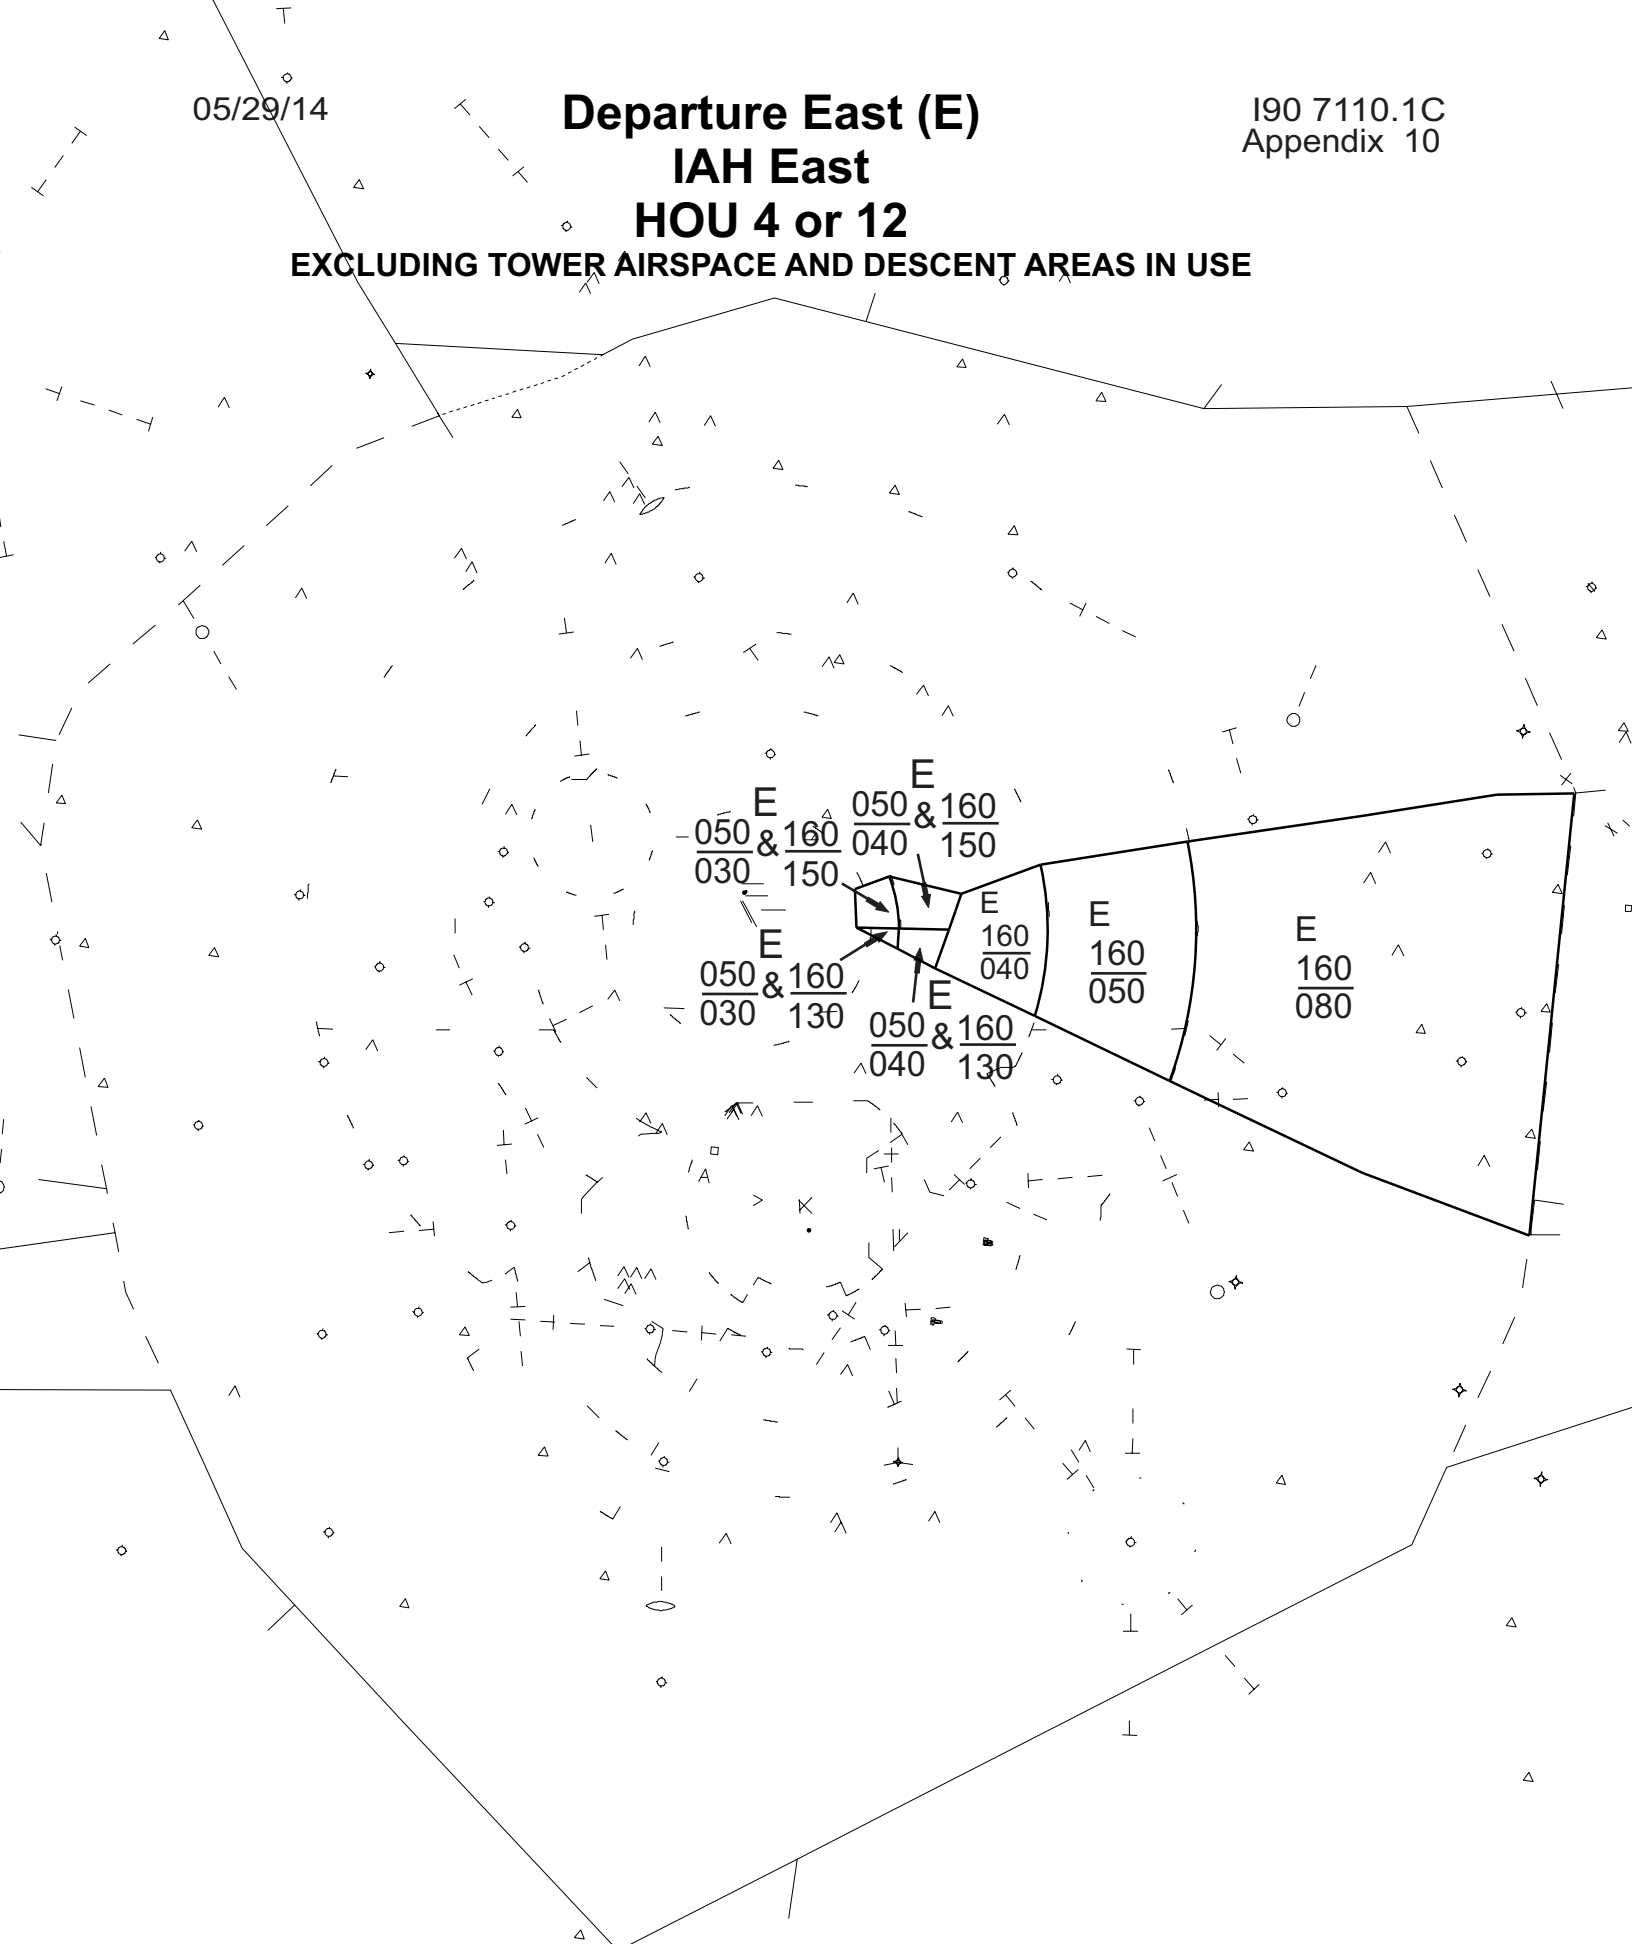 05/29/14
Departure East (E)
IAH East
HOU 4 or 12
EXCLUDING TOWER AIRSPACE AND DESCENT AREAS IN USE
I90 7110.1C
Appendix 10
E
050 & 160
030 150
E
050 & 160
040 150
E
050 & 160
030 130
E
050 & 160
040 130
E
160
040
E
160
050
E
160
080